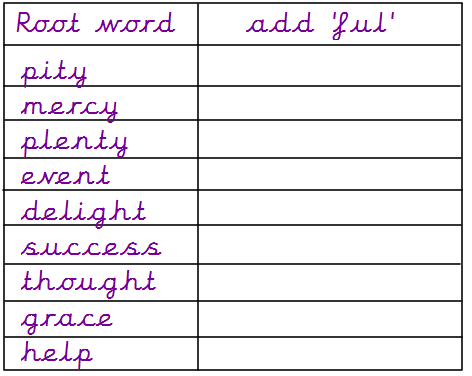 Root word add 'ful'
pity
mercy
plenty
event
delight
success
thought
grace
help